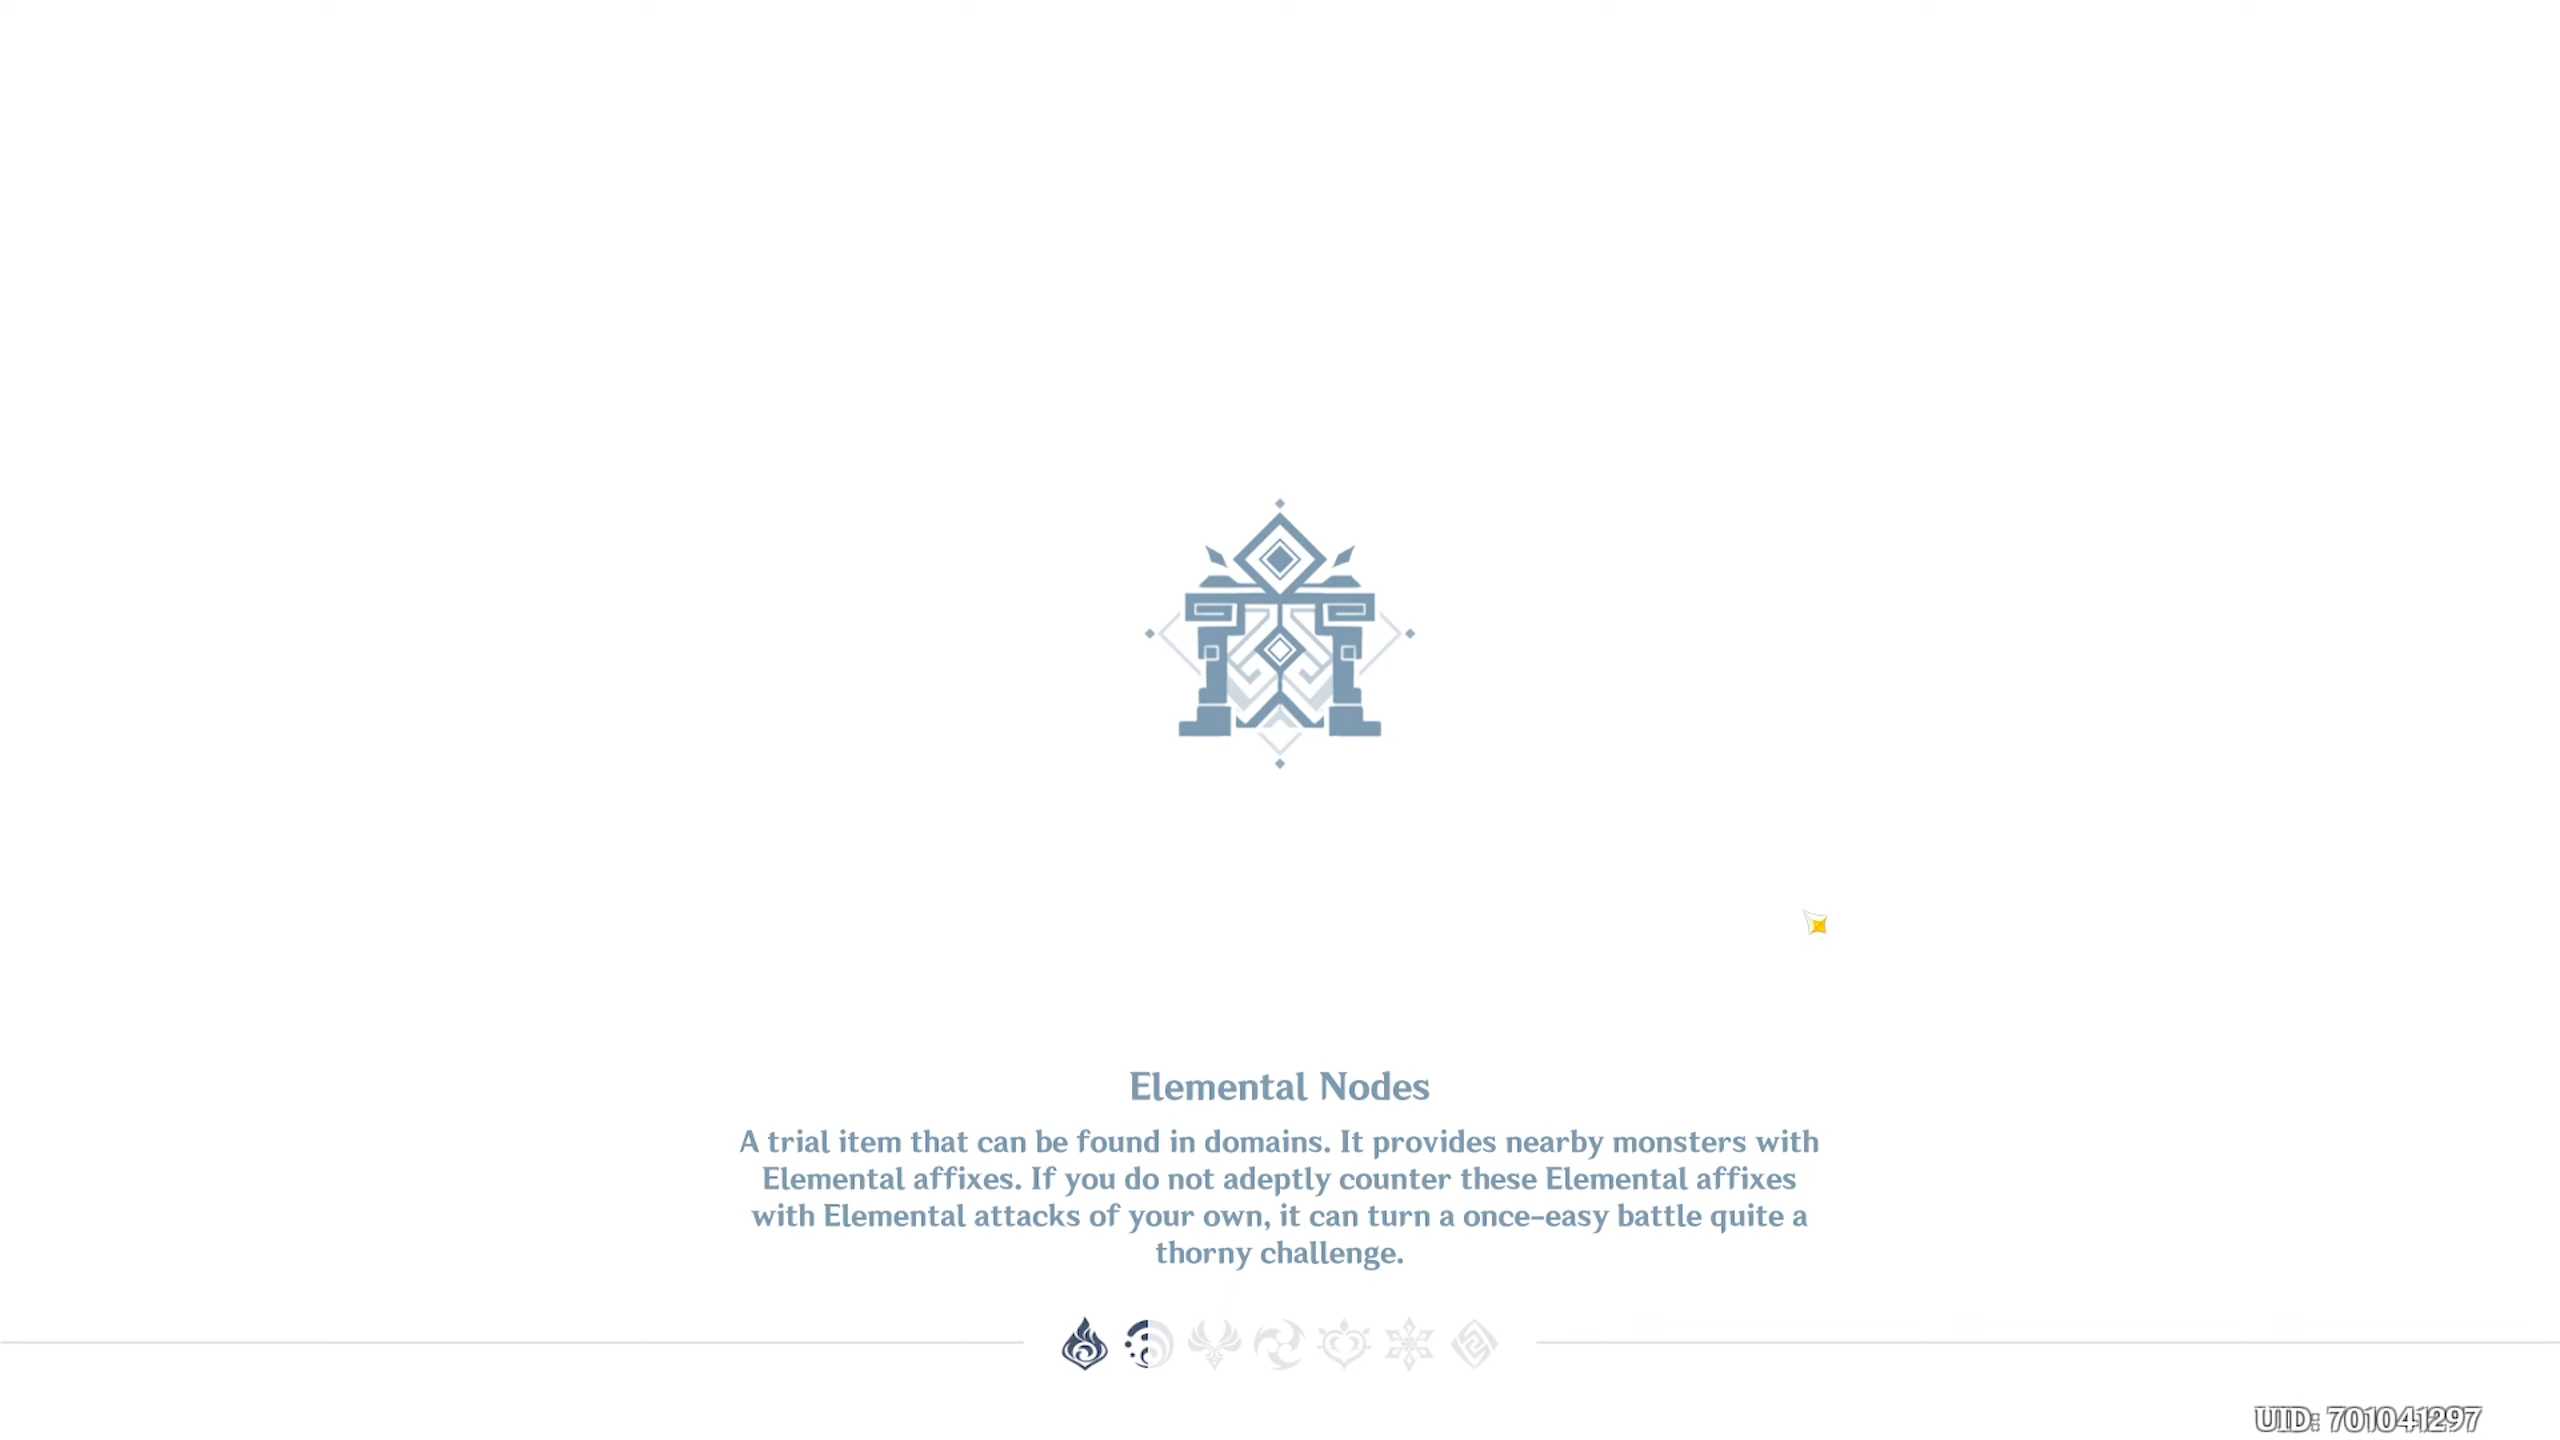 Elemental Nodes
A trial item that can be found in domains. It provides nearby monsters with
Elemental affixes. If you do not adeptly counter these Elemental affixes
with Elemental attacks of your own, it can turn a once-easy battle quite a
thorny challenge.
UID: 701041297